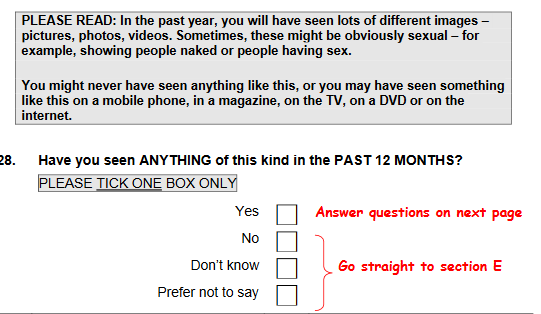 PLEASE READ: In the past year, you will have seen lots of different images –
pictures, photos, videos. Sometimes, these might be obviously sexual – for
example, showing people naked or people having sex.
You might never have seen anything like this, or you may have seen something
like this on a mobile phone, in a magazine, on the TV, on a DVD or on the
internet.
28. Have you seen ANYTHING of this kind in the PAST 12 MONTHS?
PLEASE TICK ONE BOX ONLY
Yes Answer questions on next page
No
Don't know Go straight to section E
Prefer not to say